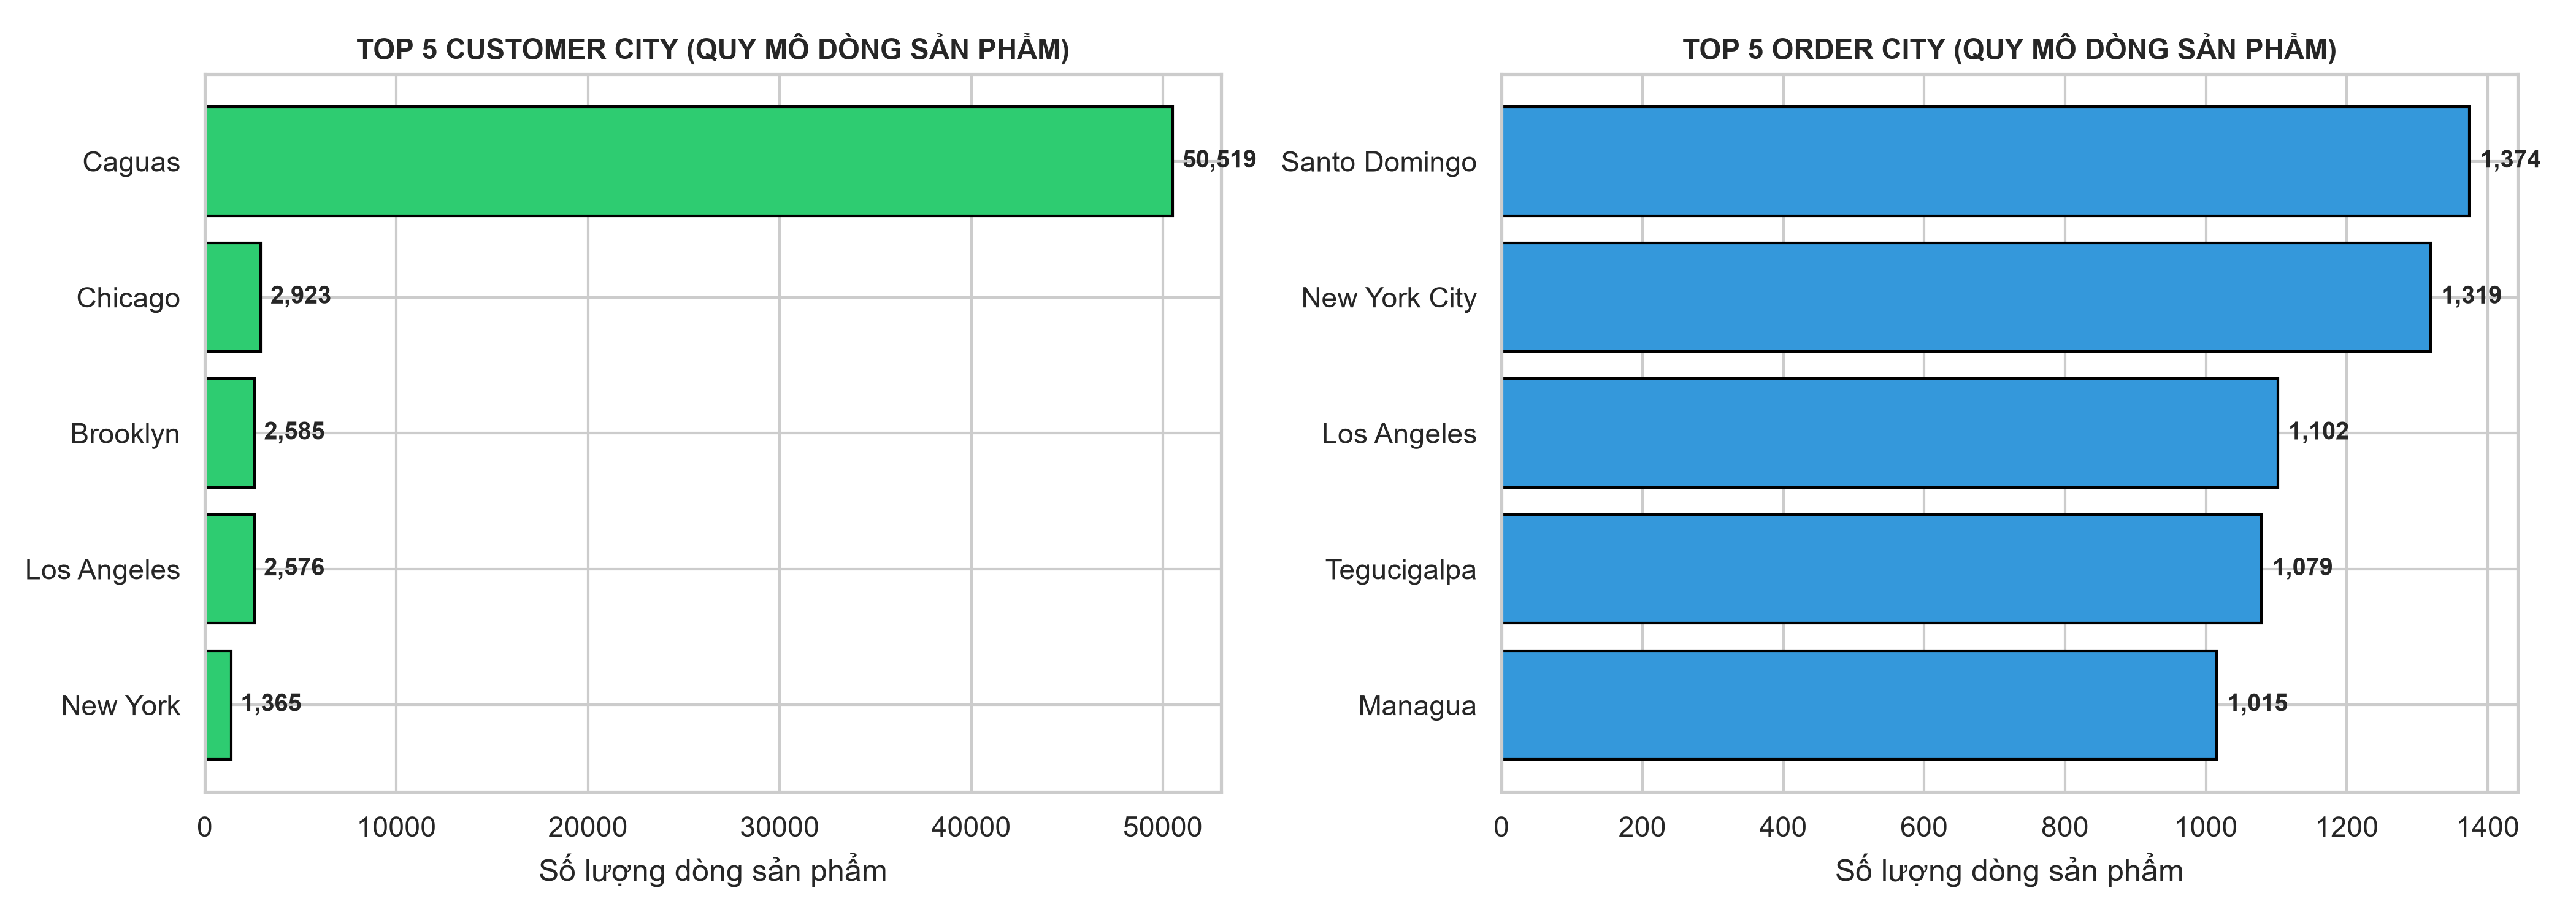 TOP 5 CUSTOMER CITY (QUY MÔ DÒNG SẢN PHẨM)
Caguas
50,519
Chicago
2,923
Brooklyn
2,585
Los Angeles
2,576
New York
1,365
0 10000 20000 30000 40000 50000
Số lượng dòng sản phẩm
TOP 5 ORDER CITY (QUY MÔ DÒNG SẢN PHẨM)
Santo Domingo
1,374
New York City
1,319
Los Angeles
1,102
Tegucigalpa
1,079
Managua
1,015
0 200 400 600 800 1000 1200 1400
Số lượng dòng sản phẩm